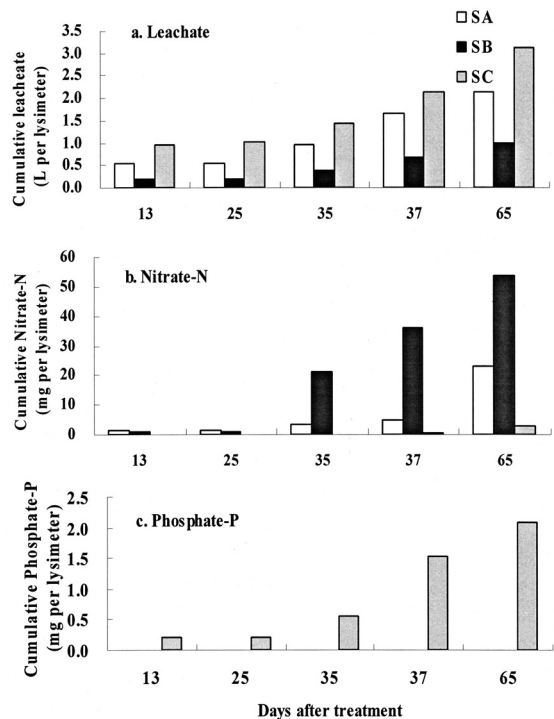 SA
SB
SC
a. Leachate
Cumulative leacheate
(L per lysimeter)
3.5
3.0
2.5
2.0
1.5
1.0
0.5
0.0
13 25 35 37 65
b. Nitrate-N
Cumulative Nitrate-N
(mg per lysimeter)
60
50
40
30
20
10
0
13 25 35 37 65
c. Phosphate-P
Cumulative Phosphate-P
(mg per lysimeter)
2.5
2.0
1.5
1.0
0.5
0.0
13 25 35 37 65
Days after treatment